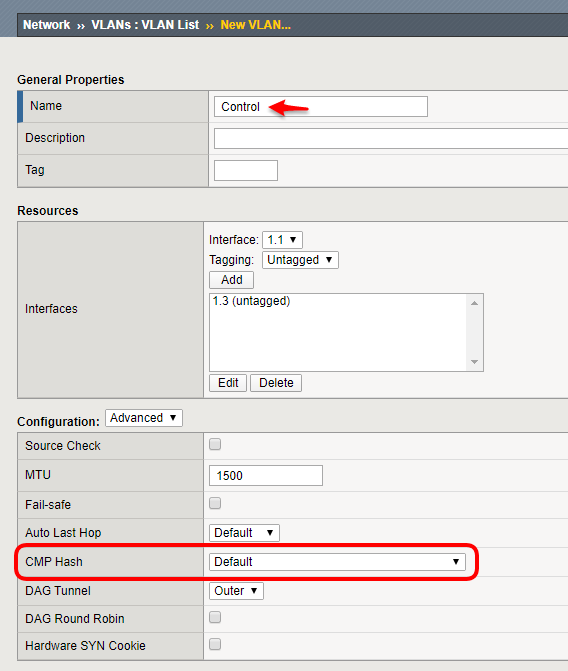 Network ›› VLANs : VLAN List ›› New VLAN...
General Properties
Name Control
Description
Tag
Resources
Interface: 1.1
Tagging: Untagged
Add
Interfaces
1.3 (untagged)
Edit Delete
Configuration: Advanced
Source Check
MTU 1500
Fail-safe
Auto Last Hop Default
CMP Hash Default
DAG Tunnel Outer
DAG Round Robin
Hardware SYN Cookie